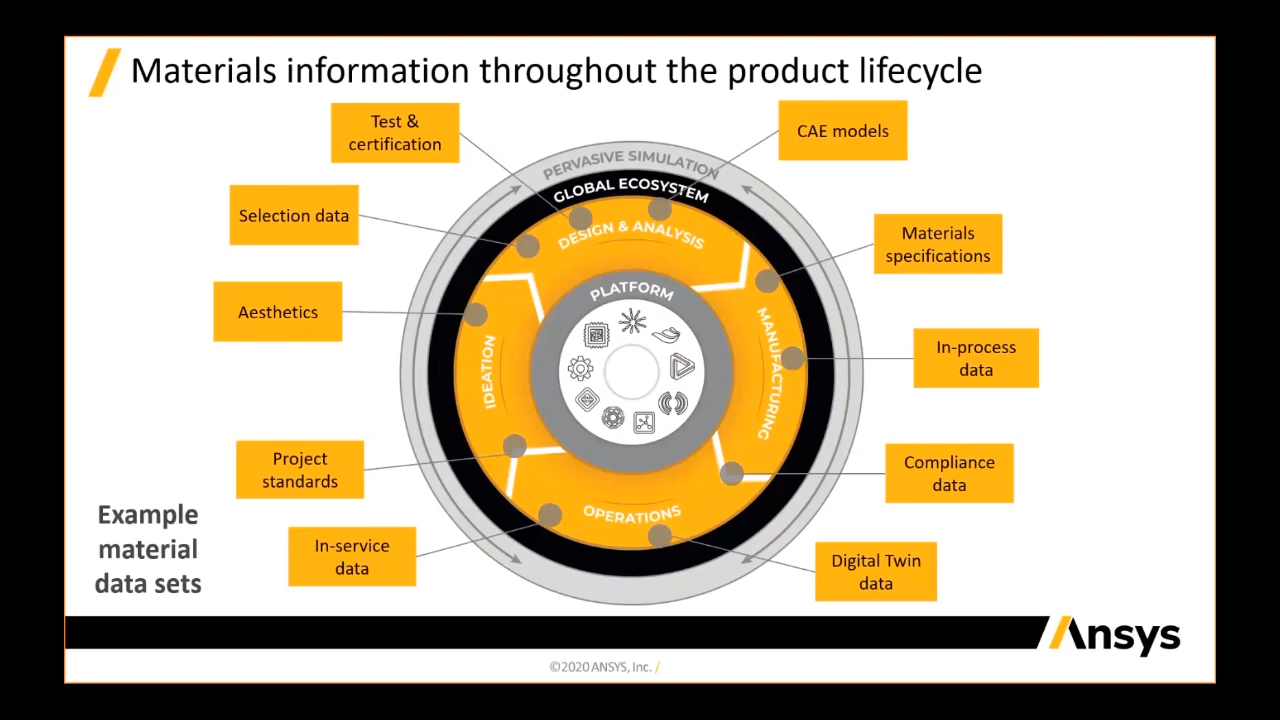 Materials information throughout the product lifecycle
Test &
certification
CAE models
Selection data
Materials
specifications
Aesthetics
In-process
data
Project
standards
Compliance
data
In-service
data
Digital Twin
data
PERVASIVE SIMULATION
GLOBAL ECOSYSTEM
DESIGN & ANALYSIS
PLATFORM
IDEATION
MANUFACTURING
OPERATIONS
Example
material
data sets
Ansys
©2020 ANSYS, Inc. /